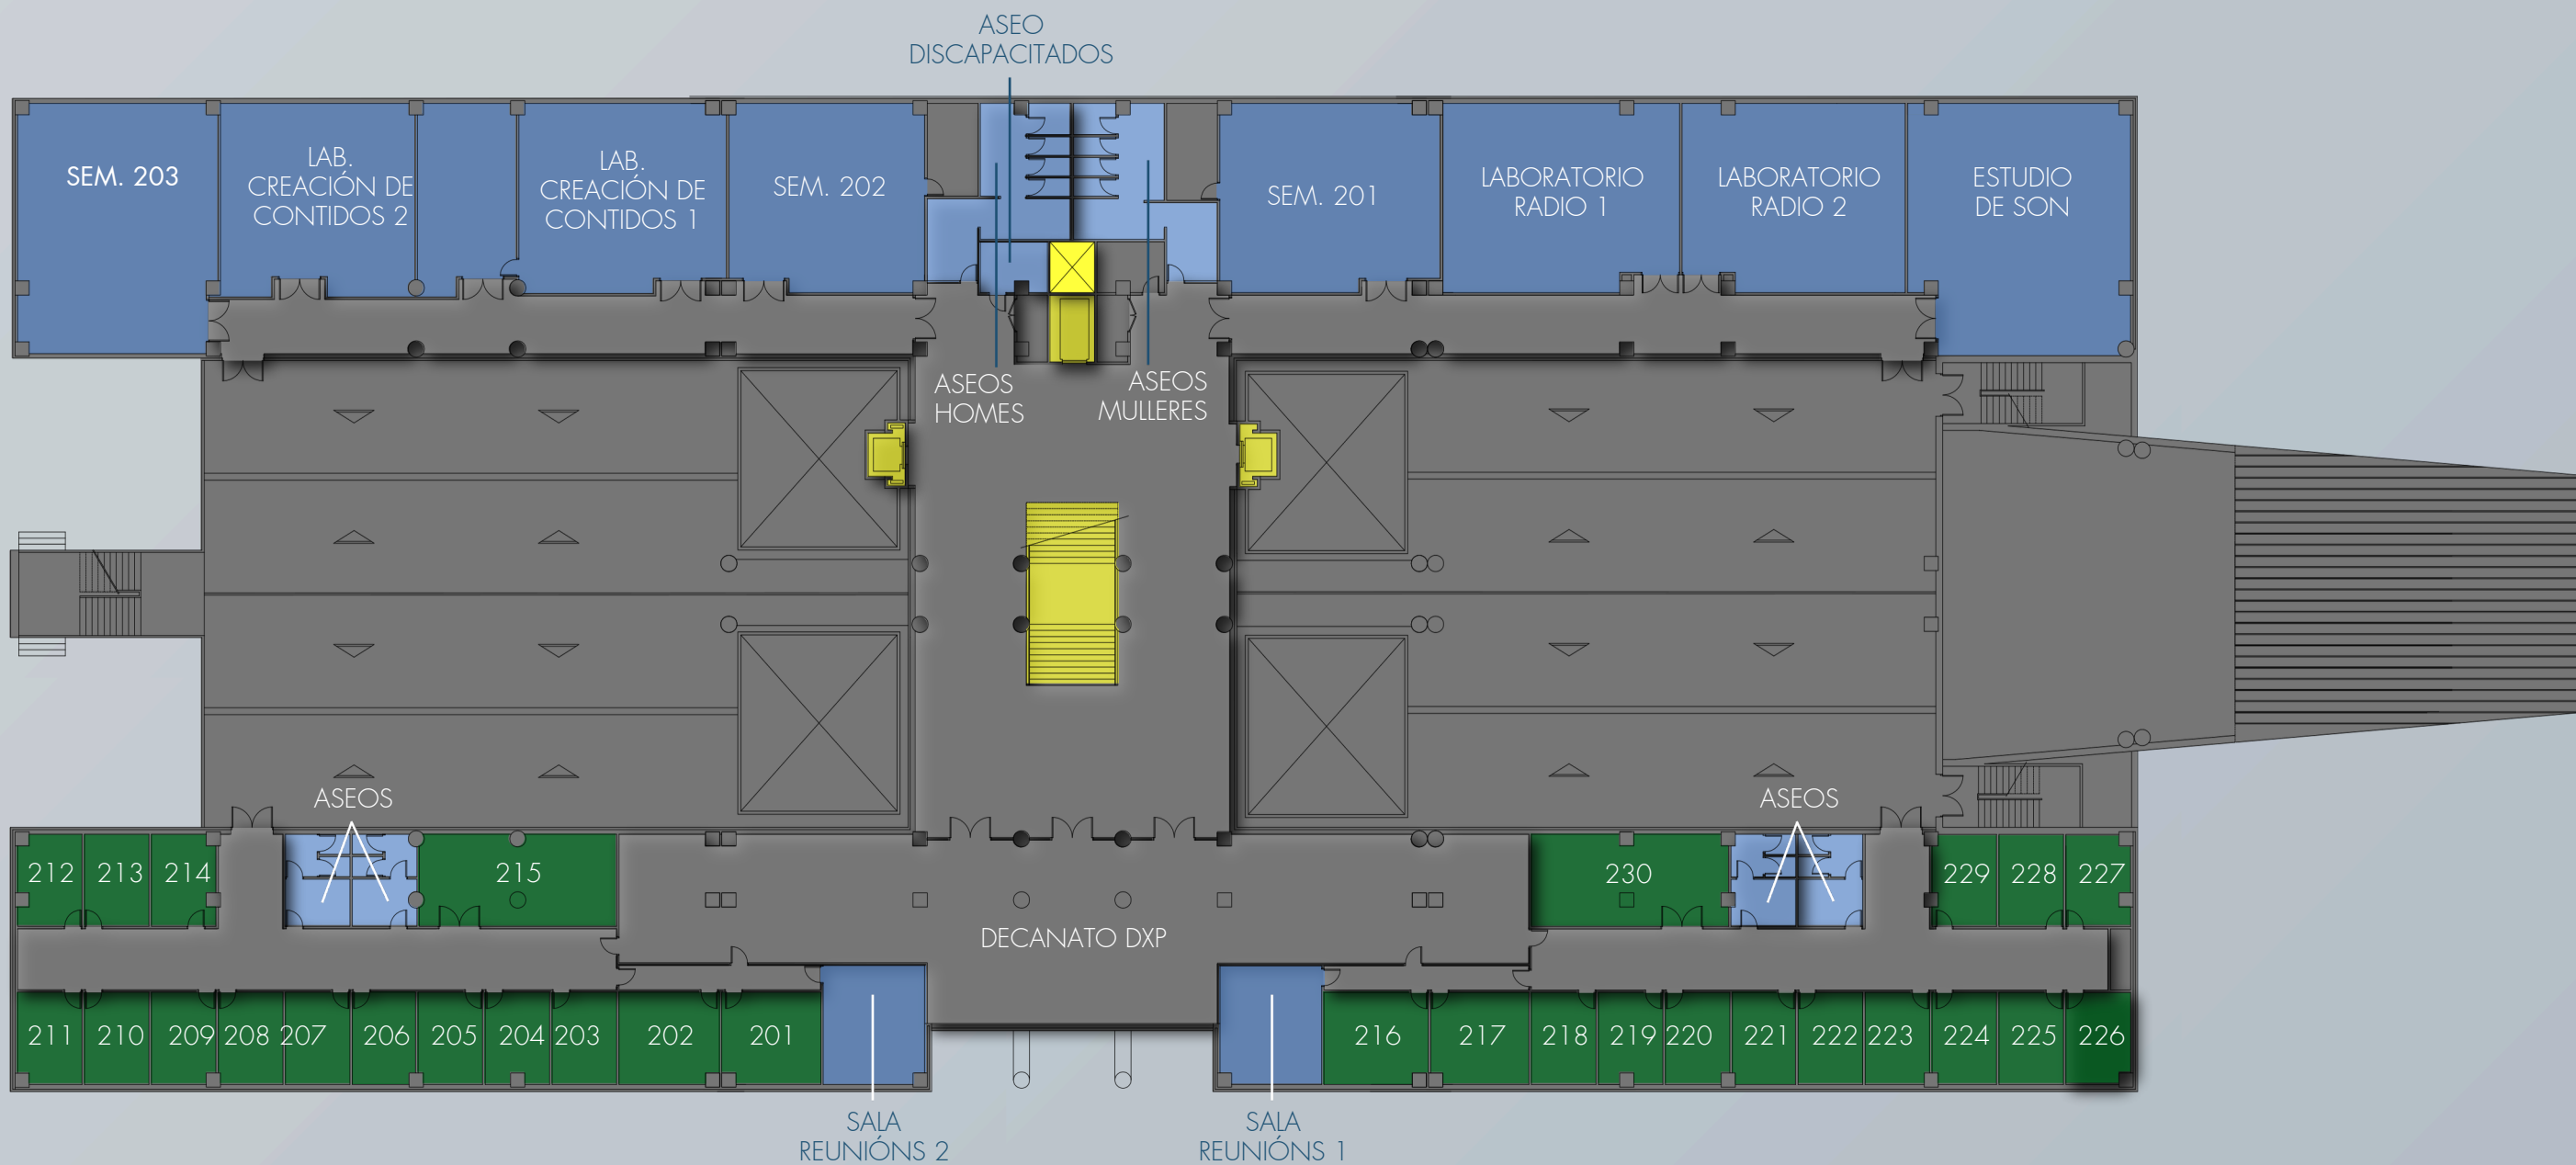 ASEO
DISCAPACITADOS
SEM. 203
LAB.
CREACIÓN DE
CONTIDOS 2
LAB.
CREACIÓN DE
CONTIDOS 1
SEM. 202
SEM. 201
LABORATORIO
RADIO 1
LABORATORIO
RADIO 2
ESTUDIO
DE SON
ASEOS
HOMES
ASEOS
MULLERES
ASEOS
ASEOS
212
213
214
215
230
229
228
227
DECANATO DXP
211
210
209
208
207
206
205
204
203
202
201
216
217
218
219
220
221
222
223
224
225
226
SALA
REUNIÓNS 2
SALA
REUNIÓNS 1